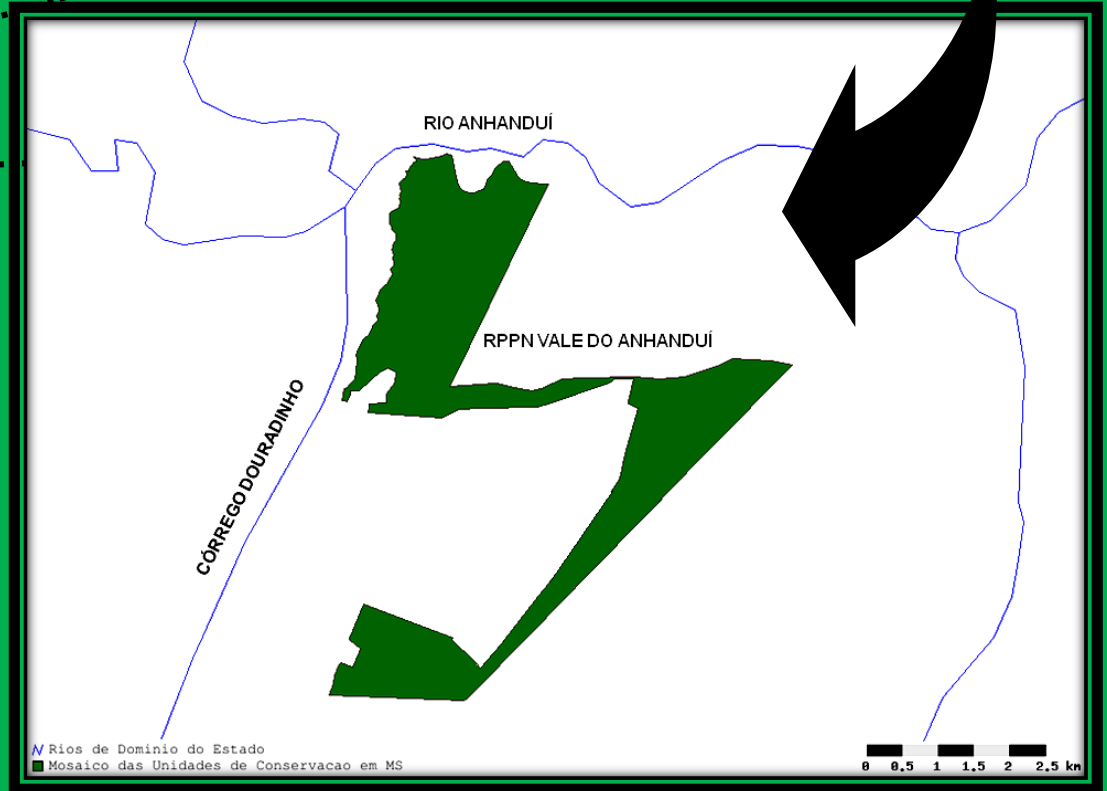 RIO ANHANDUÍ
RPPN VALE DO ANHANDUÍ
CÓRREGO DOURADINHO
Rios de Dominio do Estado
Mosaico das Unidades de Conservacao em MS
0 0.5 1 1.5 2 2.5 km